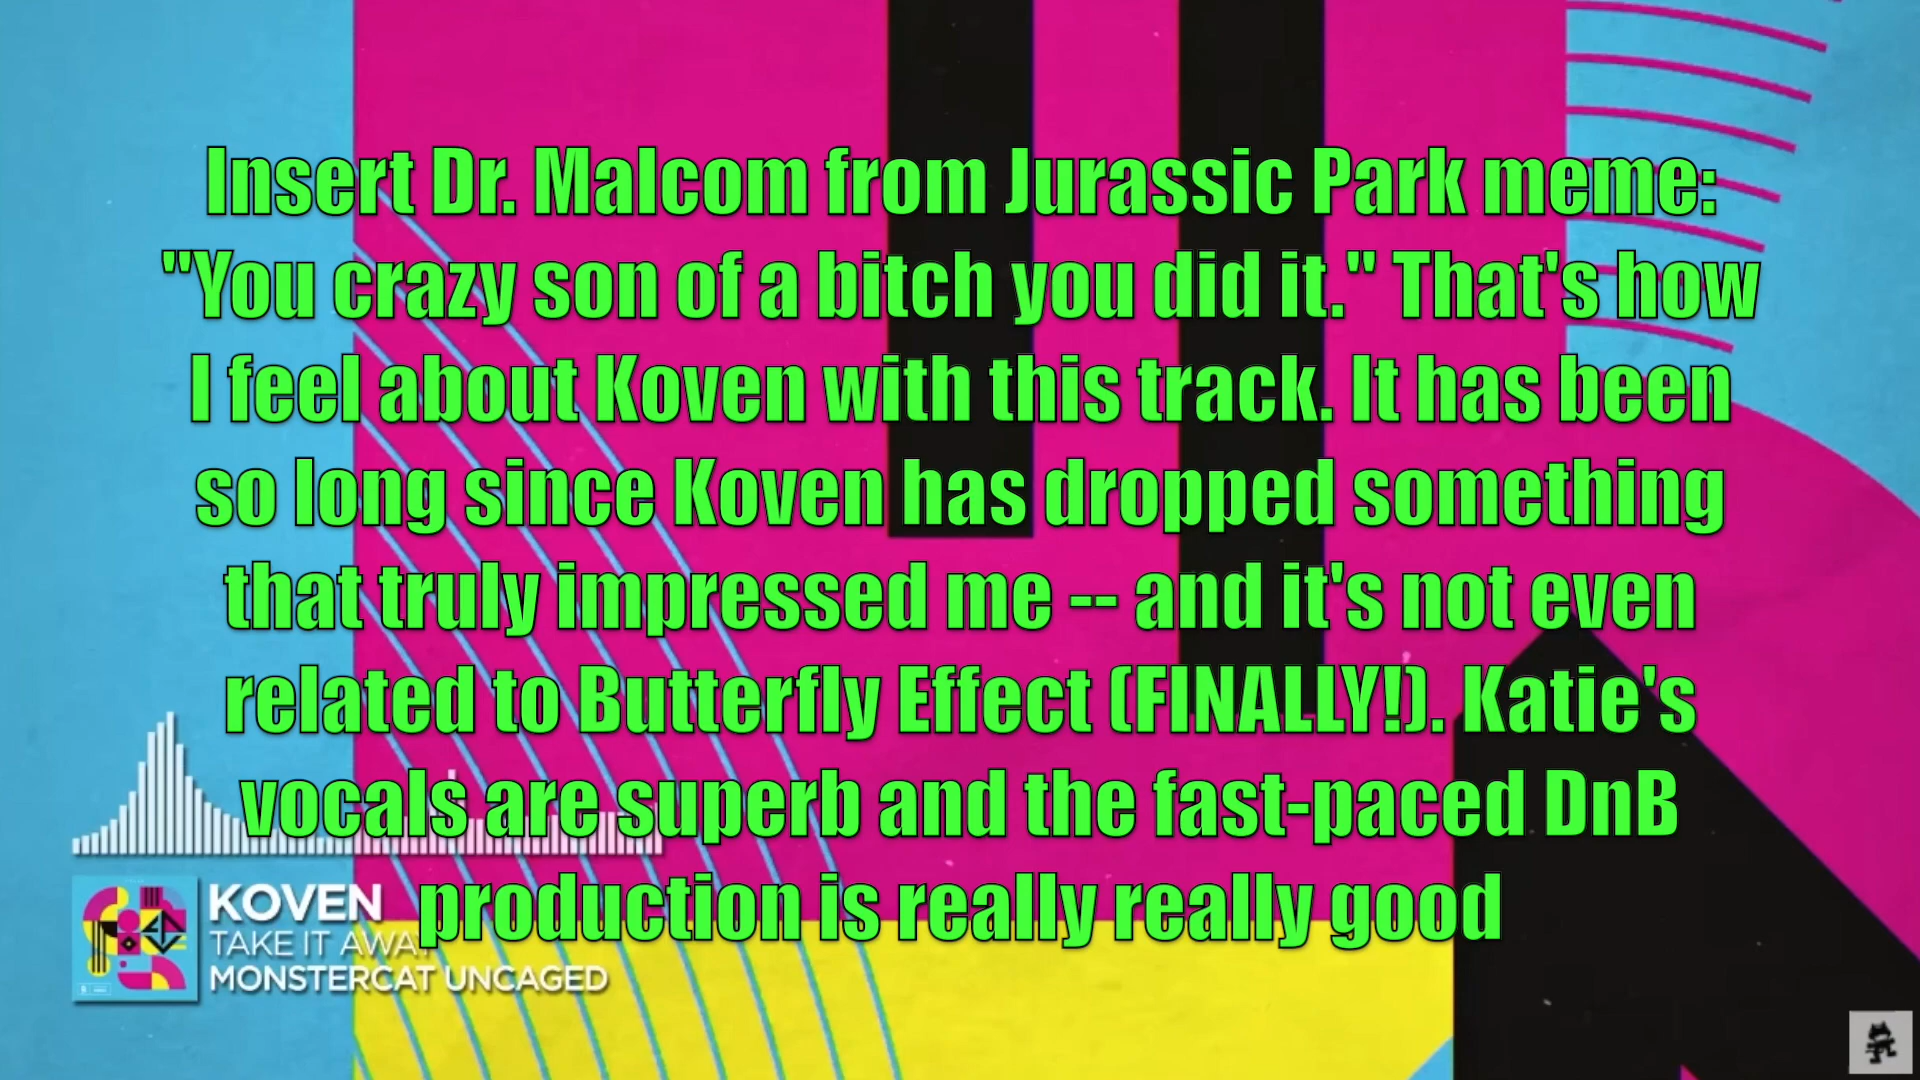 Insert Dr. Malcom from Jurassic Park meme:
"You crazy son of a bitch you did it." That's how
I feel about Koven with this track. It has been
so long since Koven has dropped something
that truly impressed me -- and it's not even
related to Butterfly Effect (FINALLY!). Katie's
vocals are superb and the fast-paced DnB
production is really really good
KOVEN
TAKE IT AWAY
MONSTERCAT UNCAGED